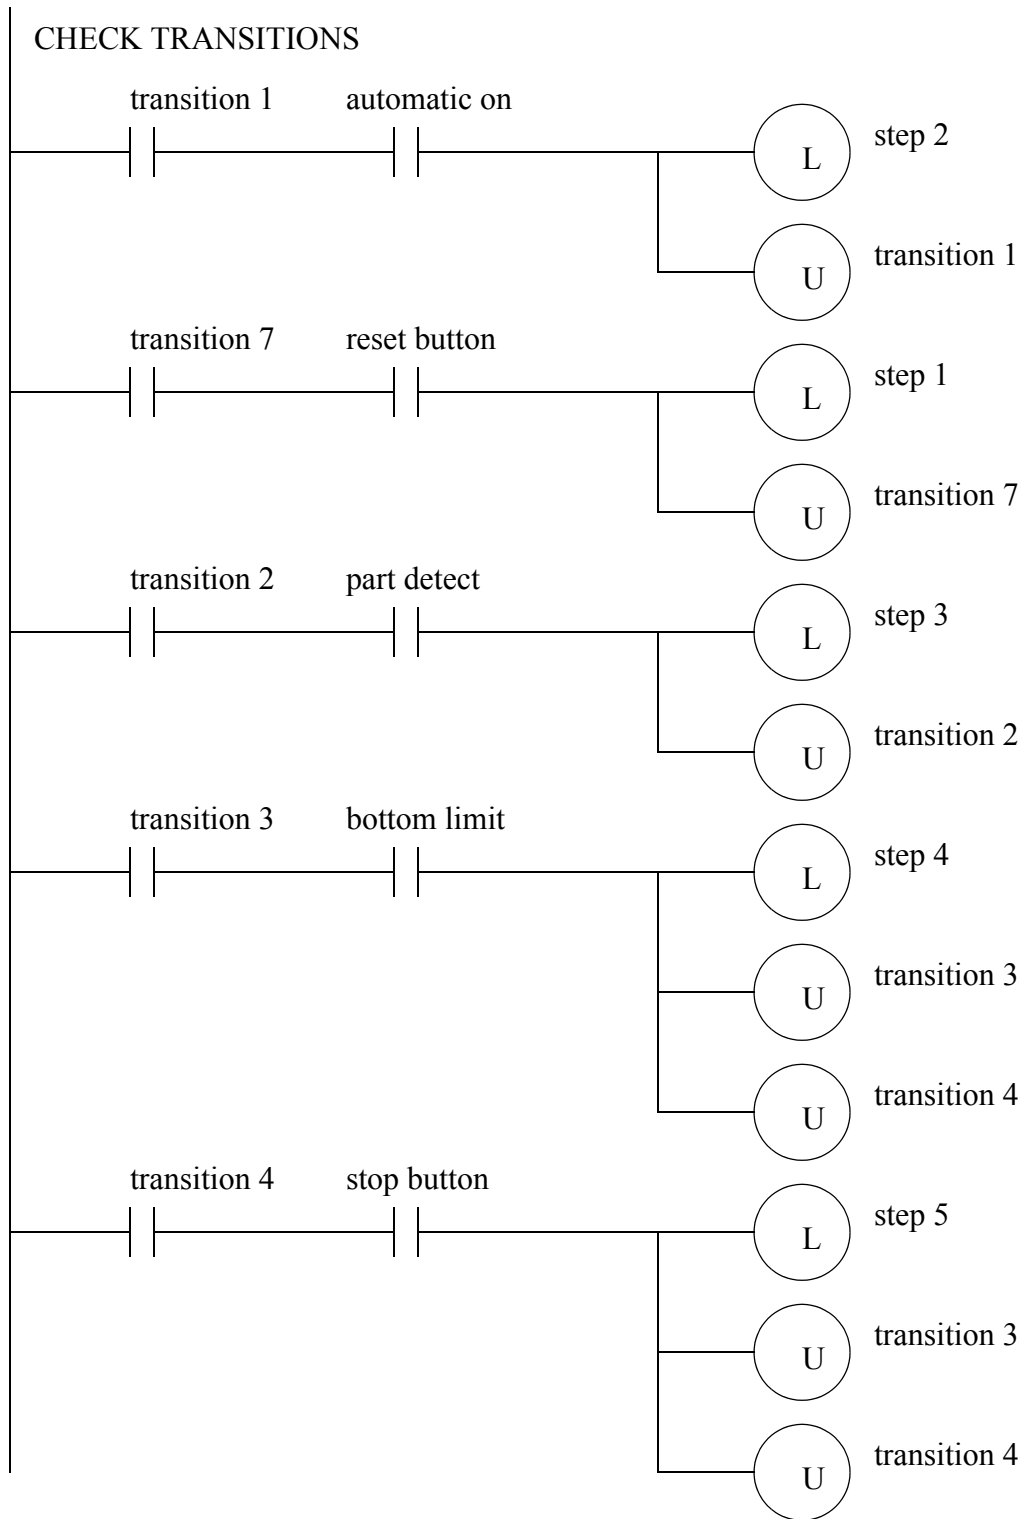 CHECK TRANSITIONS
transition 1 automatic on
step 2
L
transition 1
U
transition 7 reset button
step 1
L
transition 7
U
transition 2 part detect
step 3
L
transition 2
U
transition 3 bottom limit
step 4
L
transition 3
U
transition 4
U
transition 4 stop button
step 5
L
transition 3
U
transition 4
U